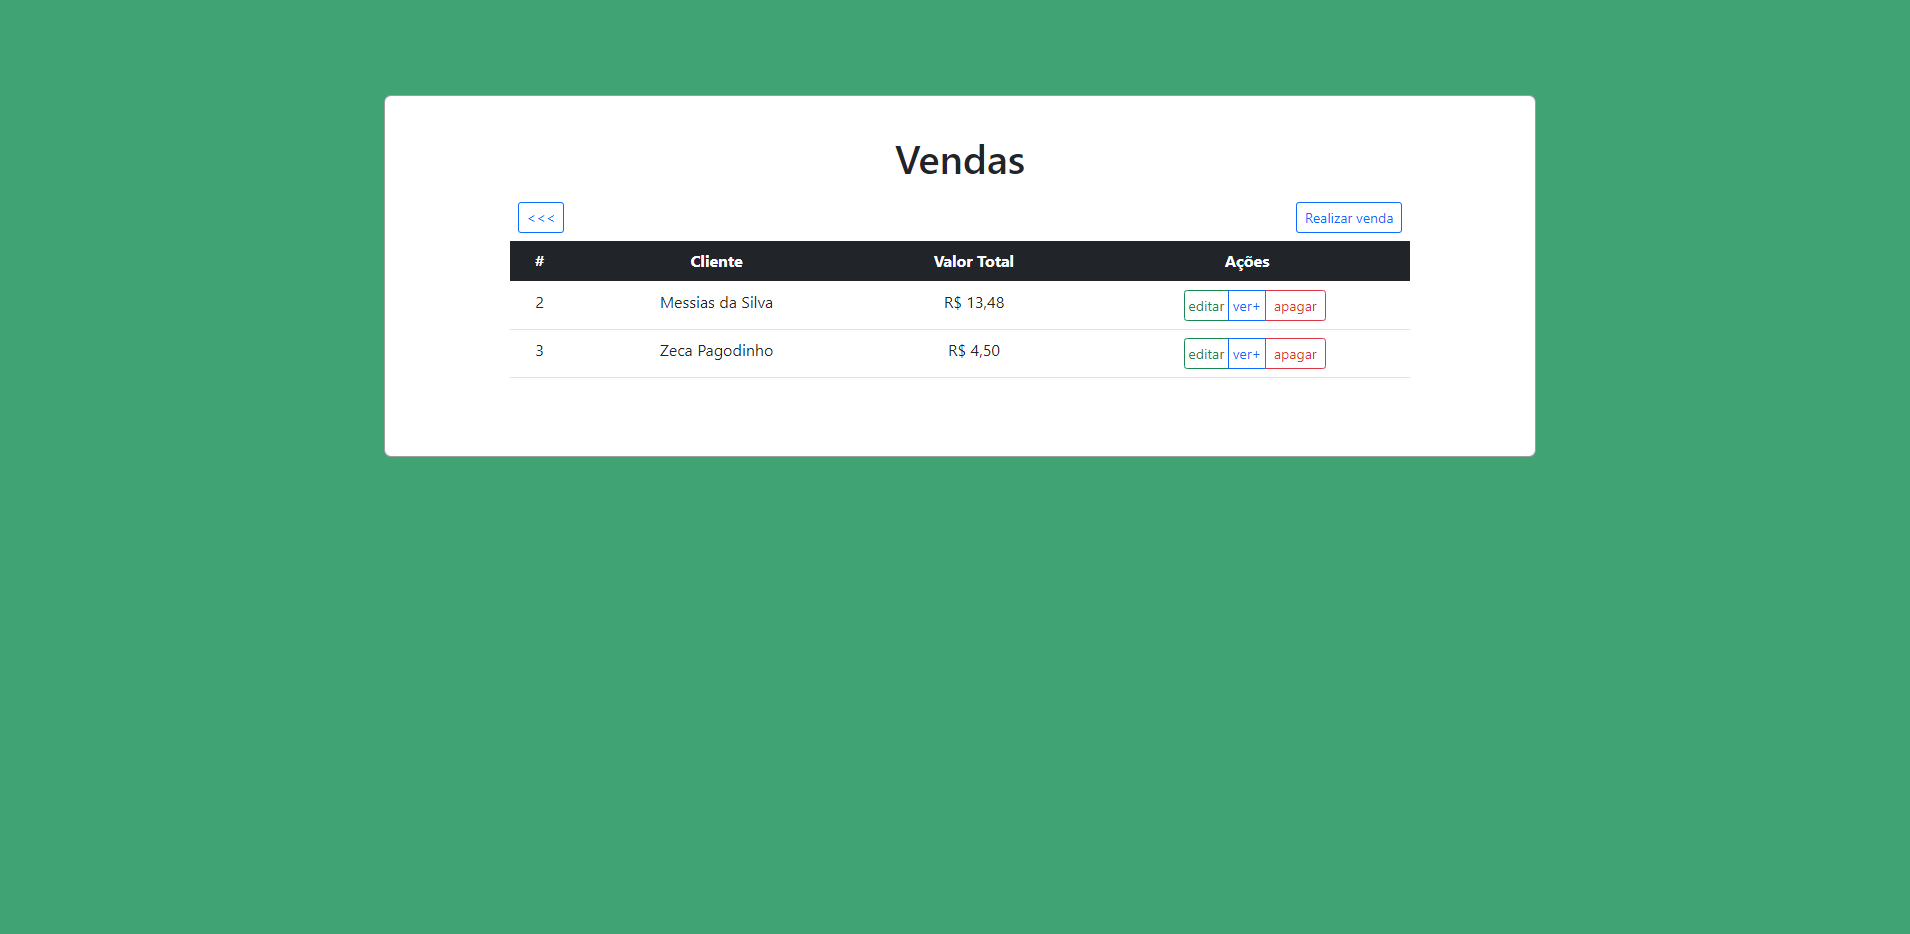 Vendas
<<< Realizar venda
# Cliente Valor Total Ações
2 Messias da Silva R$ 13,48 editar ver+ apagar
3 Zeca Pagodinho R$ 4,50 editar ver+ apagar